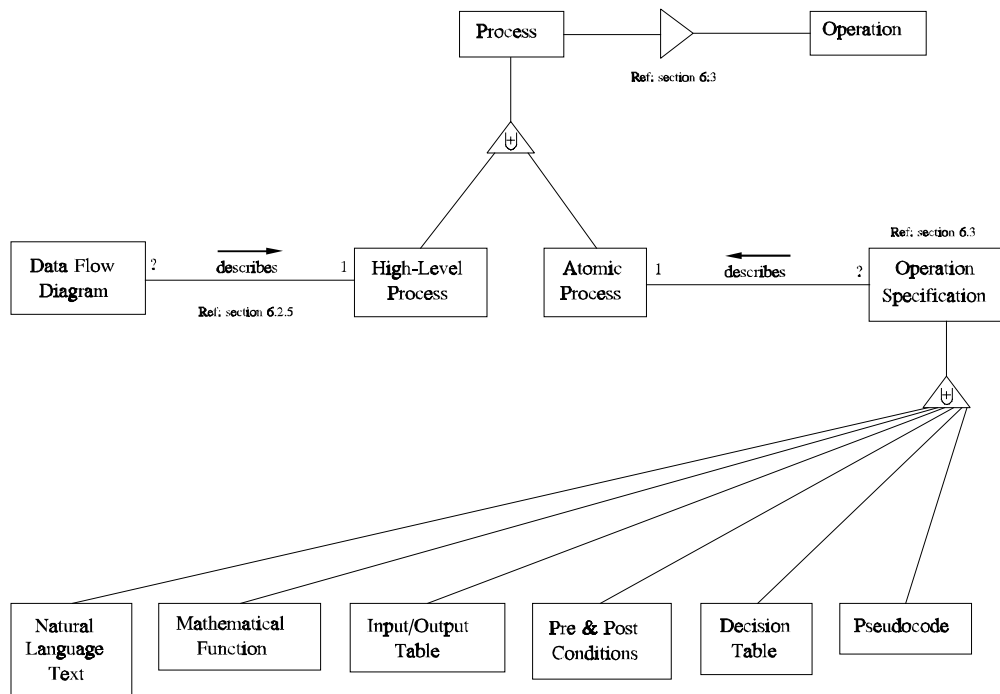 Process
Operation
Ref: section 6.3
⊎
Ref: section 6.3
Data Flow
Diagram
?
describes
1
High-Level
Process
Atomic
Process
1
describes
?
Operation
Specification
Ref: section 6.2.5
⊎
Natural
Language
Text
Mathematical
Function
Input/Output
Table
Pre & Post
Conditions
Decision
Table
Pseudocode